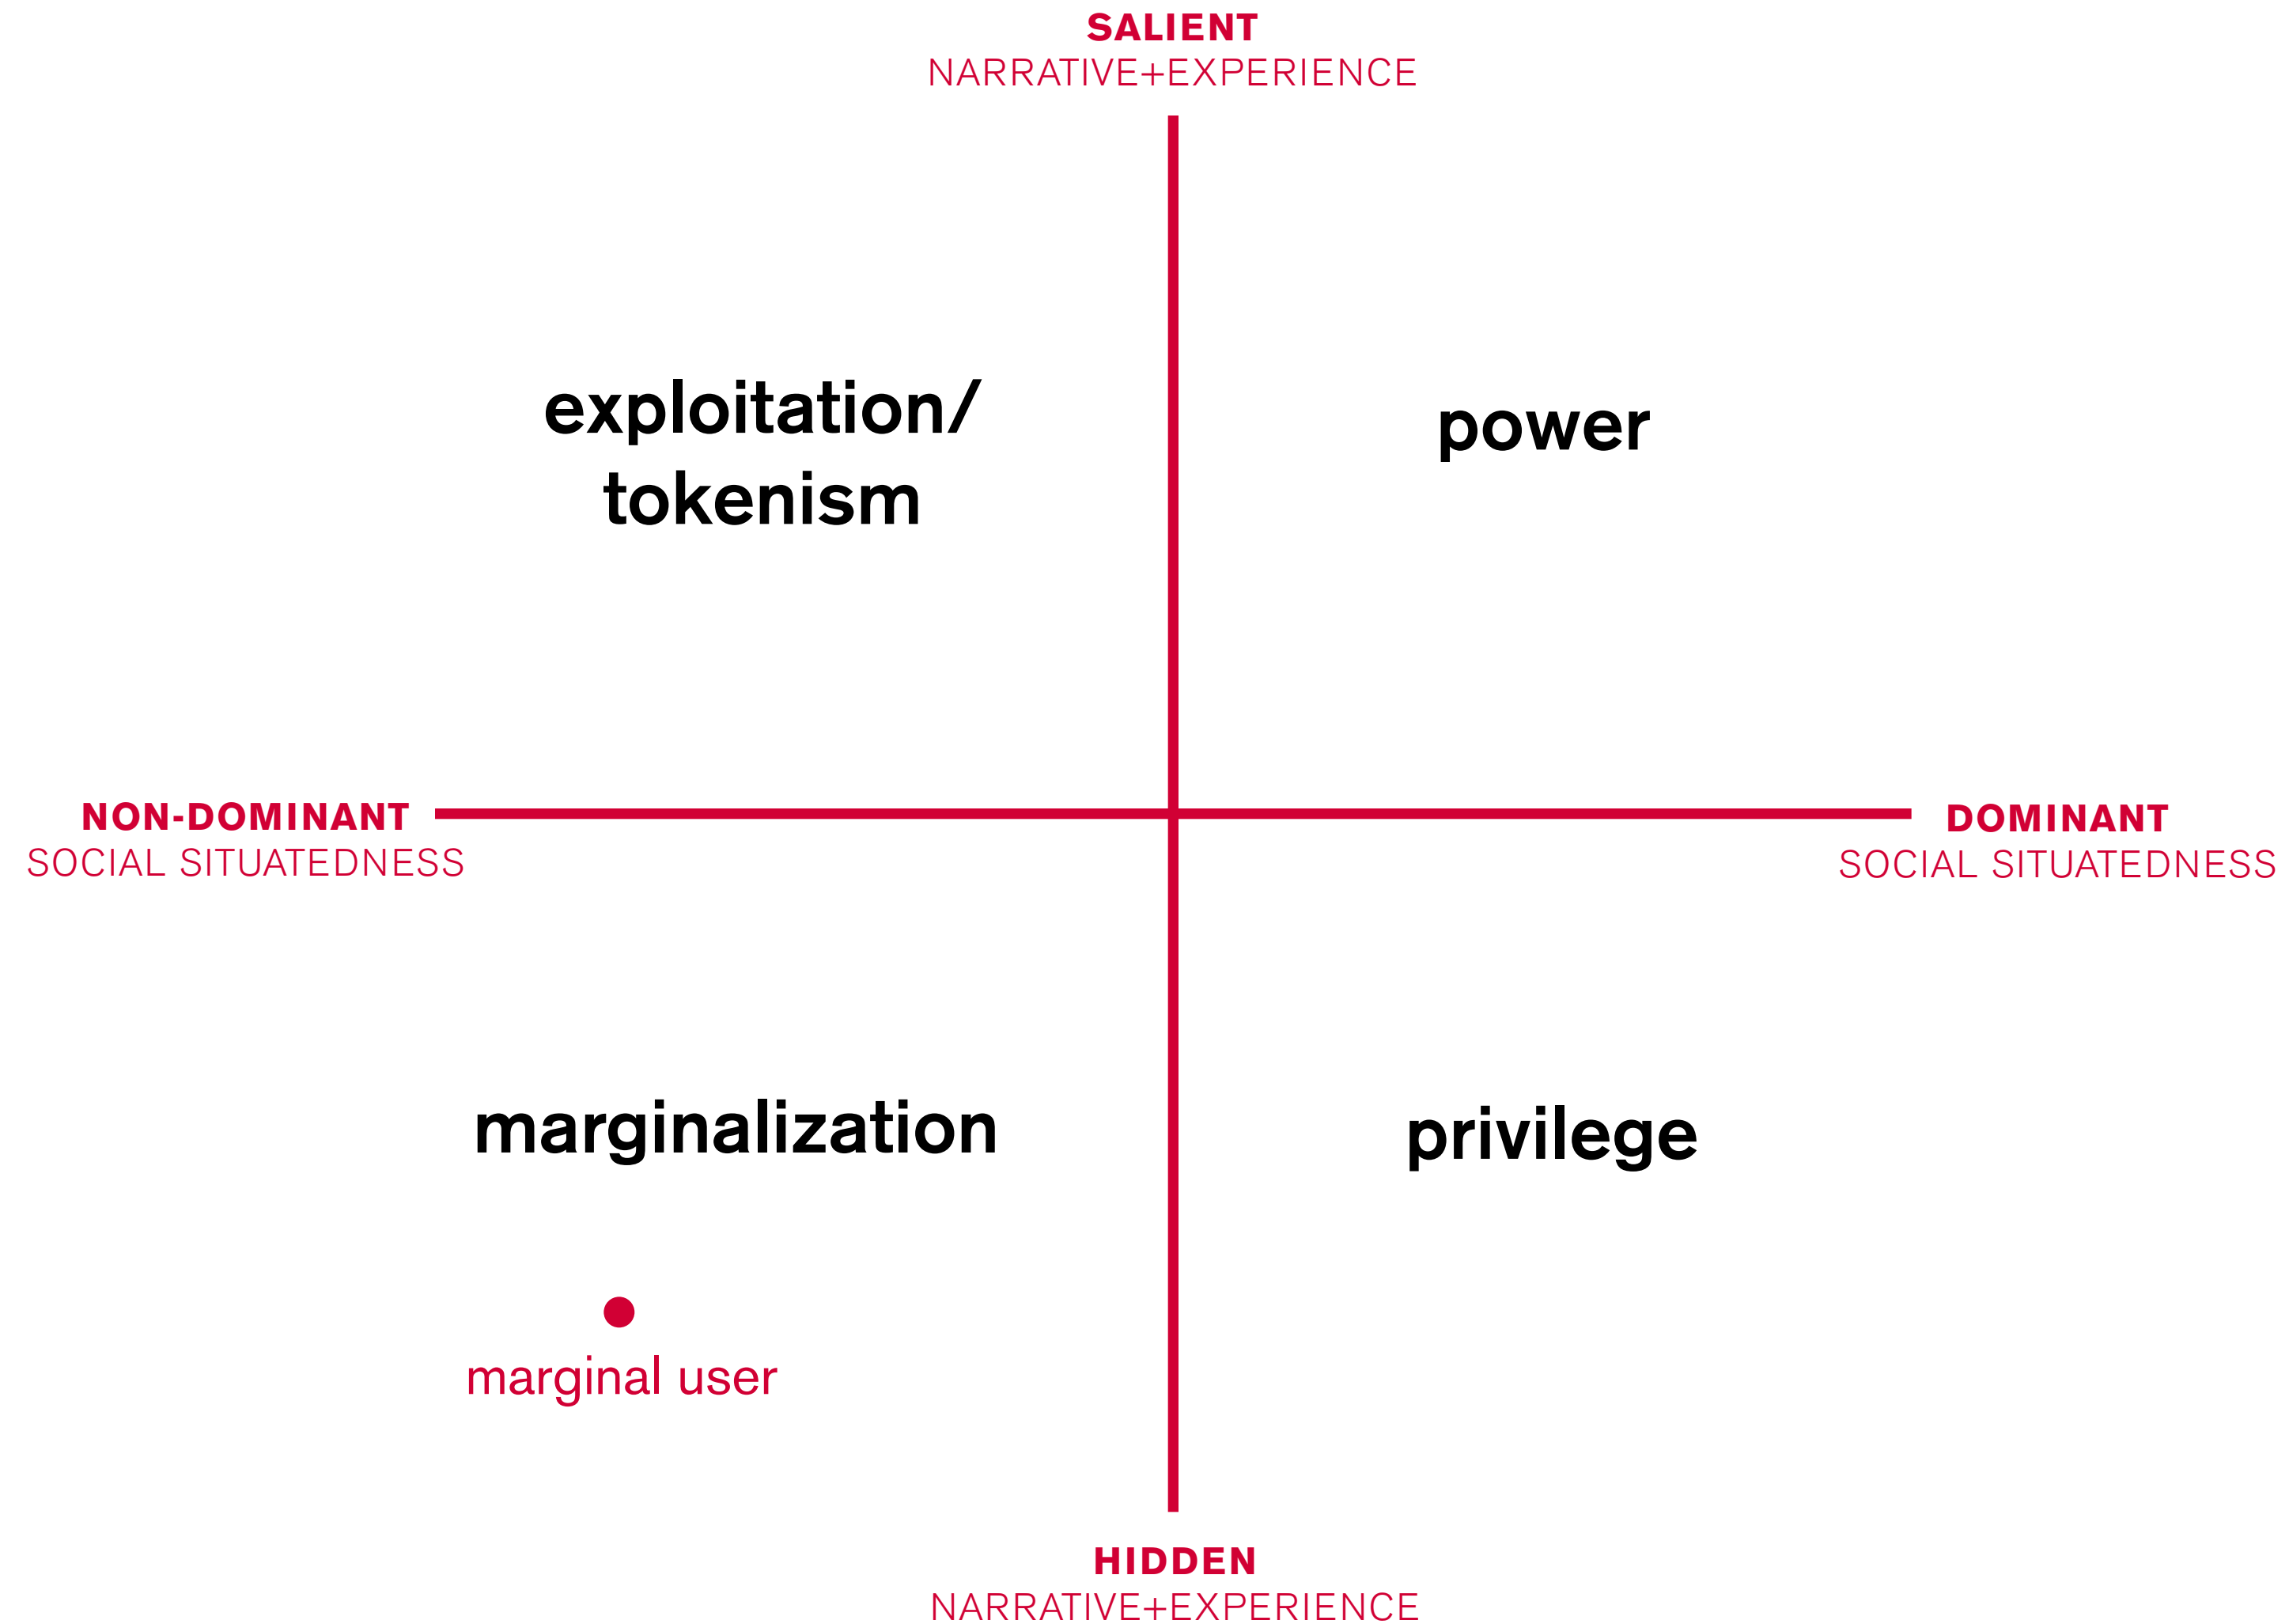 SALIENT
NARRATIVE+EXPERIENCE
exploitation/
tokenism
power
NON-DOMINANT
SOCIAL SITUATEDNESS
DOMINANT
SOCIAL SITUATEDNESS
marginalization
privilege
marginal user
HIDDEN
NARRATIVE+EXPERIENCE